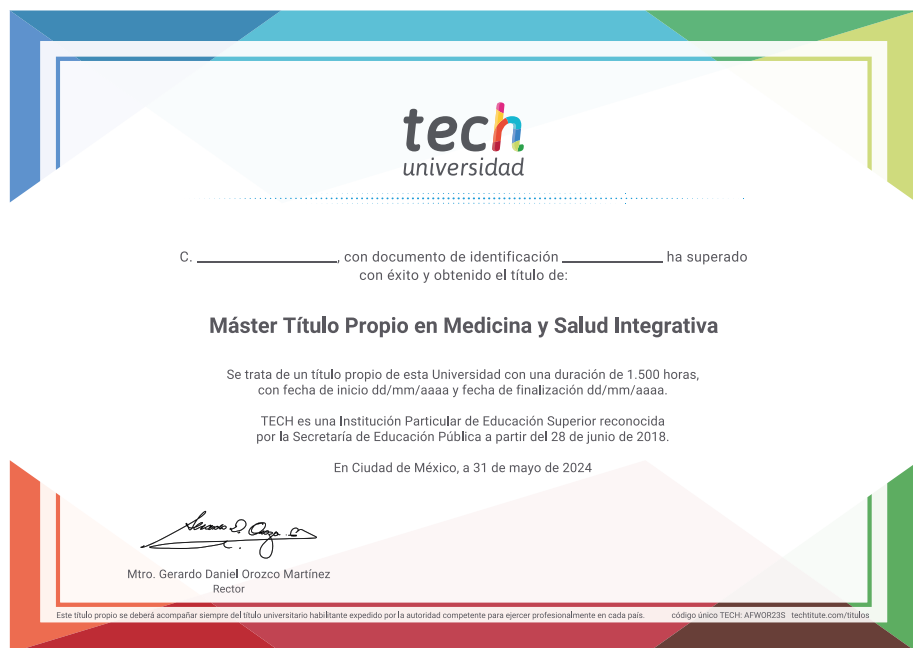 tech
universidad
C. ____________________, con documento de identificación ______________ ha superado
con éxito y obtenido el título de:
Máster Título Propio en Medicina y Salud Integrativa
Se trata de un título propio de esta Universidad con una duración de 1.500 horas,
con fecha de inicio dd/mm/aaaa y fecha de finalización dd/mm/aaaa.
TECH es una Institución Particular de Educación Superior reconocida
por la Secretaría de Educación Pública a partir del 28 de junio de 2018.
En Ciudad de México, a 31 de mayo de 2024
Mtro. Gerardo Daniel Orozco Martínez
Rector
Este título propio se deberá acompañar siempre del título universitario habilitante expedido por la autoridad competente para ejercer profesionalmente en cada país. código único TECH: AFWOR23S techtitute.com/titulos